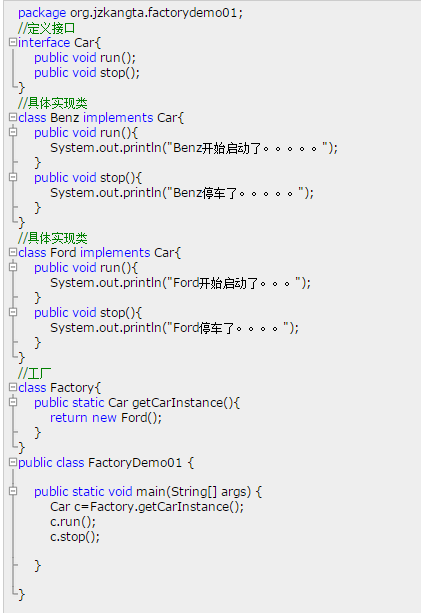 package org.jzkangta.factorydemo01;
//定义接口
interface Car{
public void run();
public void stop();
}
//具体实现类
class Benz implements Car{
public void run(){
System.out.println("Benz开始启动了。。。。。");
}
public void stop(){
System.out.println("Benz停车了。。。。。");
}
}
//具体实现类
class Ford implements Car{
public void run(){
System.out.println("Ford开始启动了。。。");
}
public void stop(){
System.out.println("Ford停车了。。。。");
}
}
//工厂
class Factory{
public static Car getCarInstance(){
return new Ford();
}
}
public class FactoryDemo01 {
public static void main(String[] args) {
Car c=Factory.getCarInstance();
c.run();
c.stop();
}
}